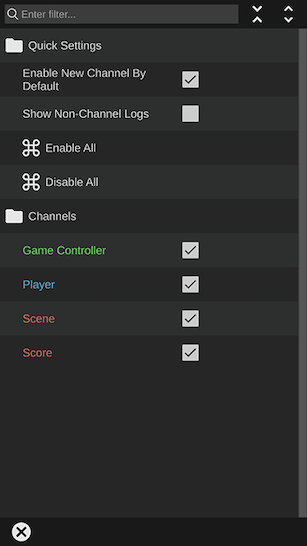 Enter filter...
Quick Settings
Enable New Channel By
Default
Show Non-Channel Logs
Enable All
Disable All
Channels
Game Controller
Player
Scene
Score